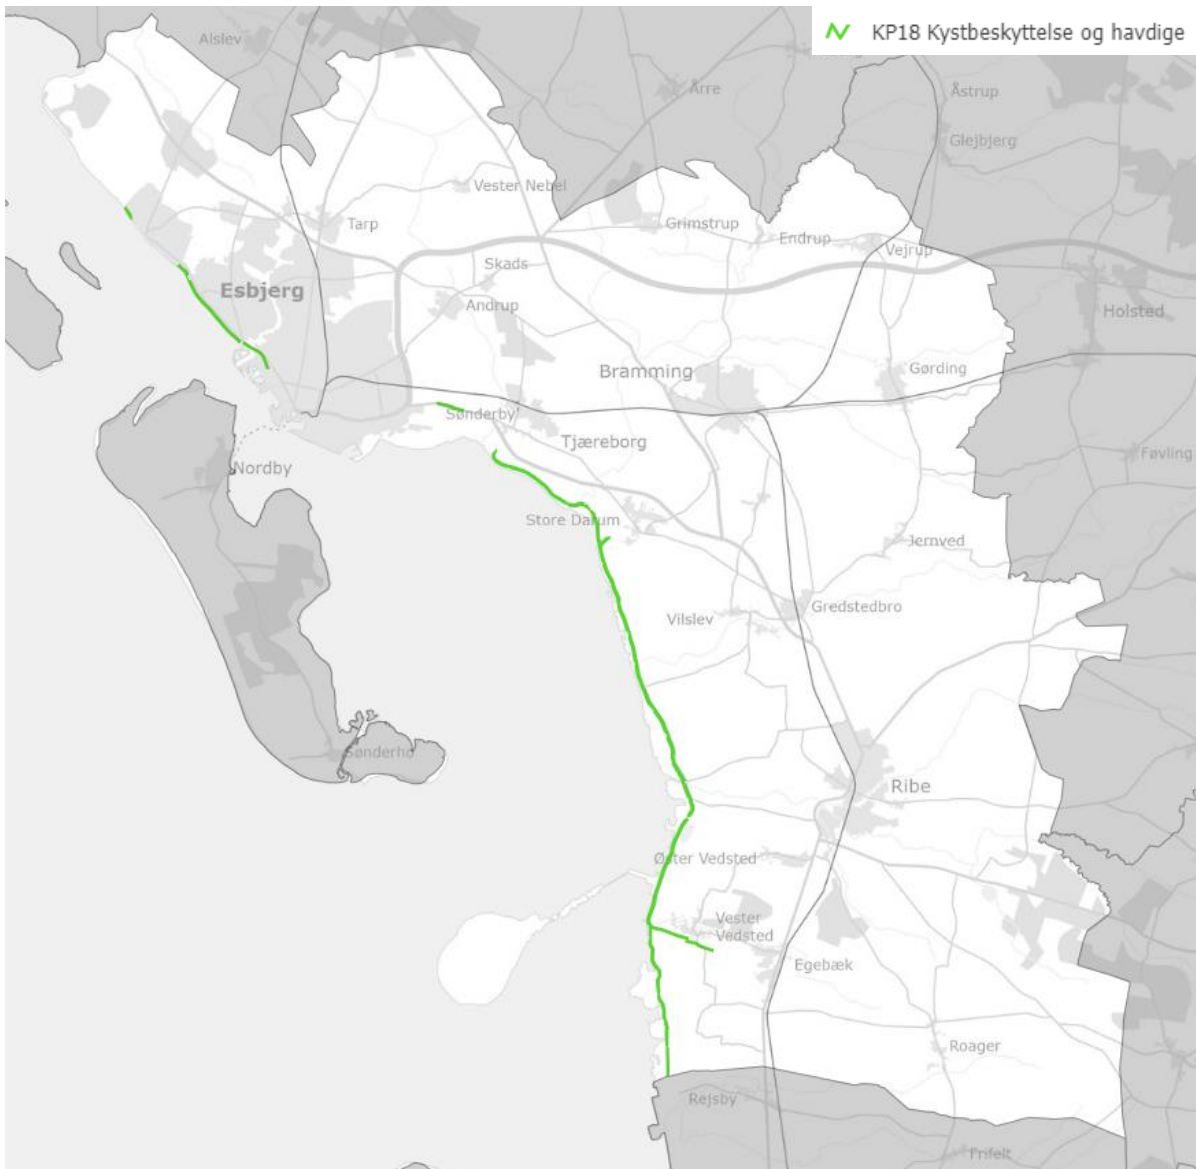 KP18 Kystbeskyttelse og havdige
Alslev
Årre
Åstrup
Glejbjerg
Vester Nebel
Tarp
Grimstrup
Endrup
Vejrup
Skads
Esbjerg
Andrup
Holsted
Bramming
Gørding
Sønderby
Tjæreborg
Føvling
Nordby
Store Darum
Jernved
Vilslev
Gredstedbro
Sønderho
Ribe
Øster Vedsted
Vester
Vedsted
Egebæk
Roager
Rejsby
Frifelt